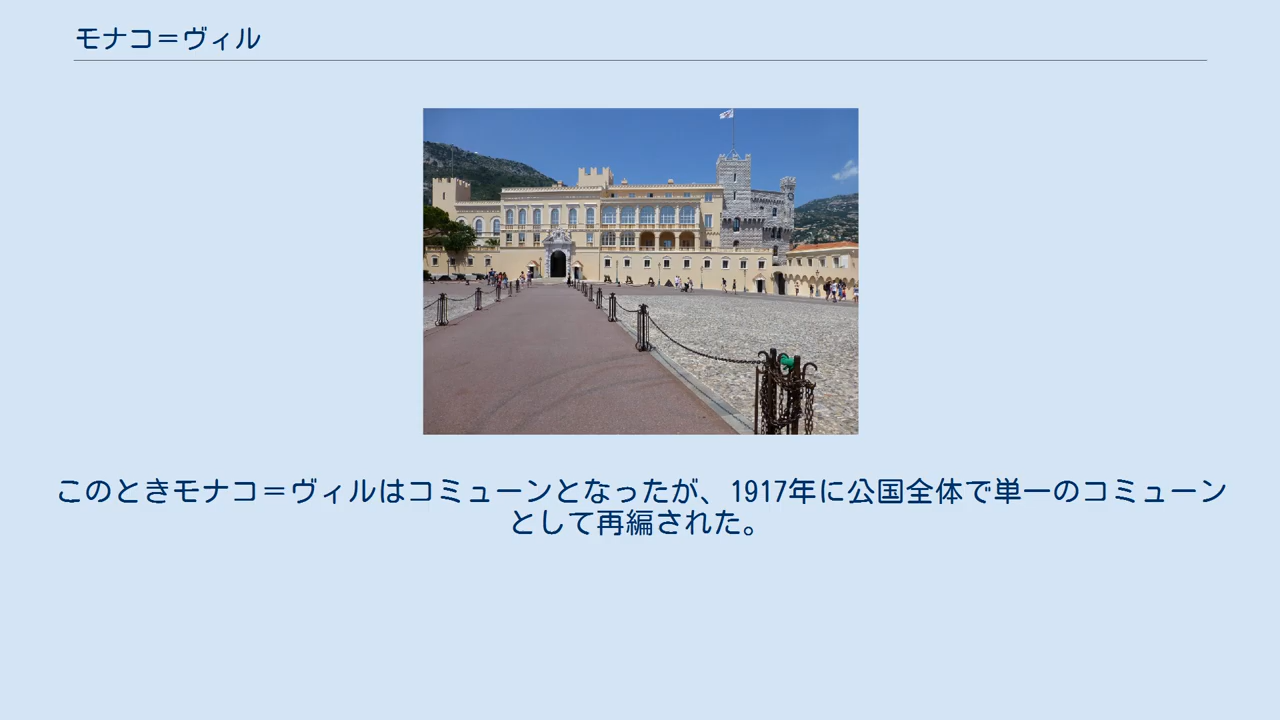 モナコ＝ヴィル
このときモナコ＝ヴィルはコミューンとなったが、1917年に公国全体で単一のコミューン
として再編された。